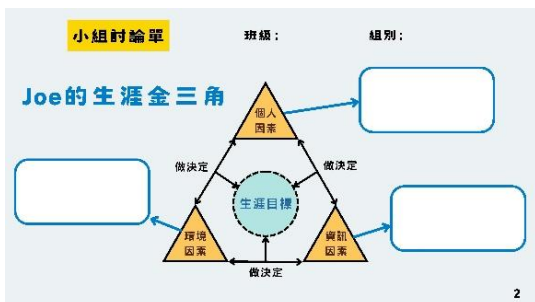 小組討論單
班級：
組別：
Joe的生涯金三角
個人
因素
做決定
做決定
生涯目標
環境
因素
資訊
因素
做決定
2